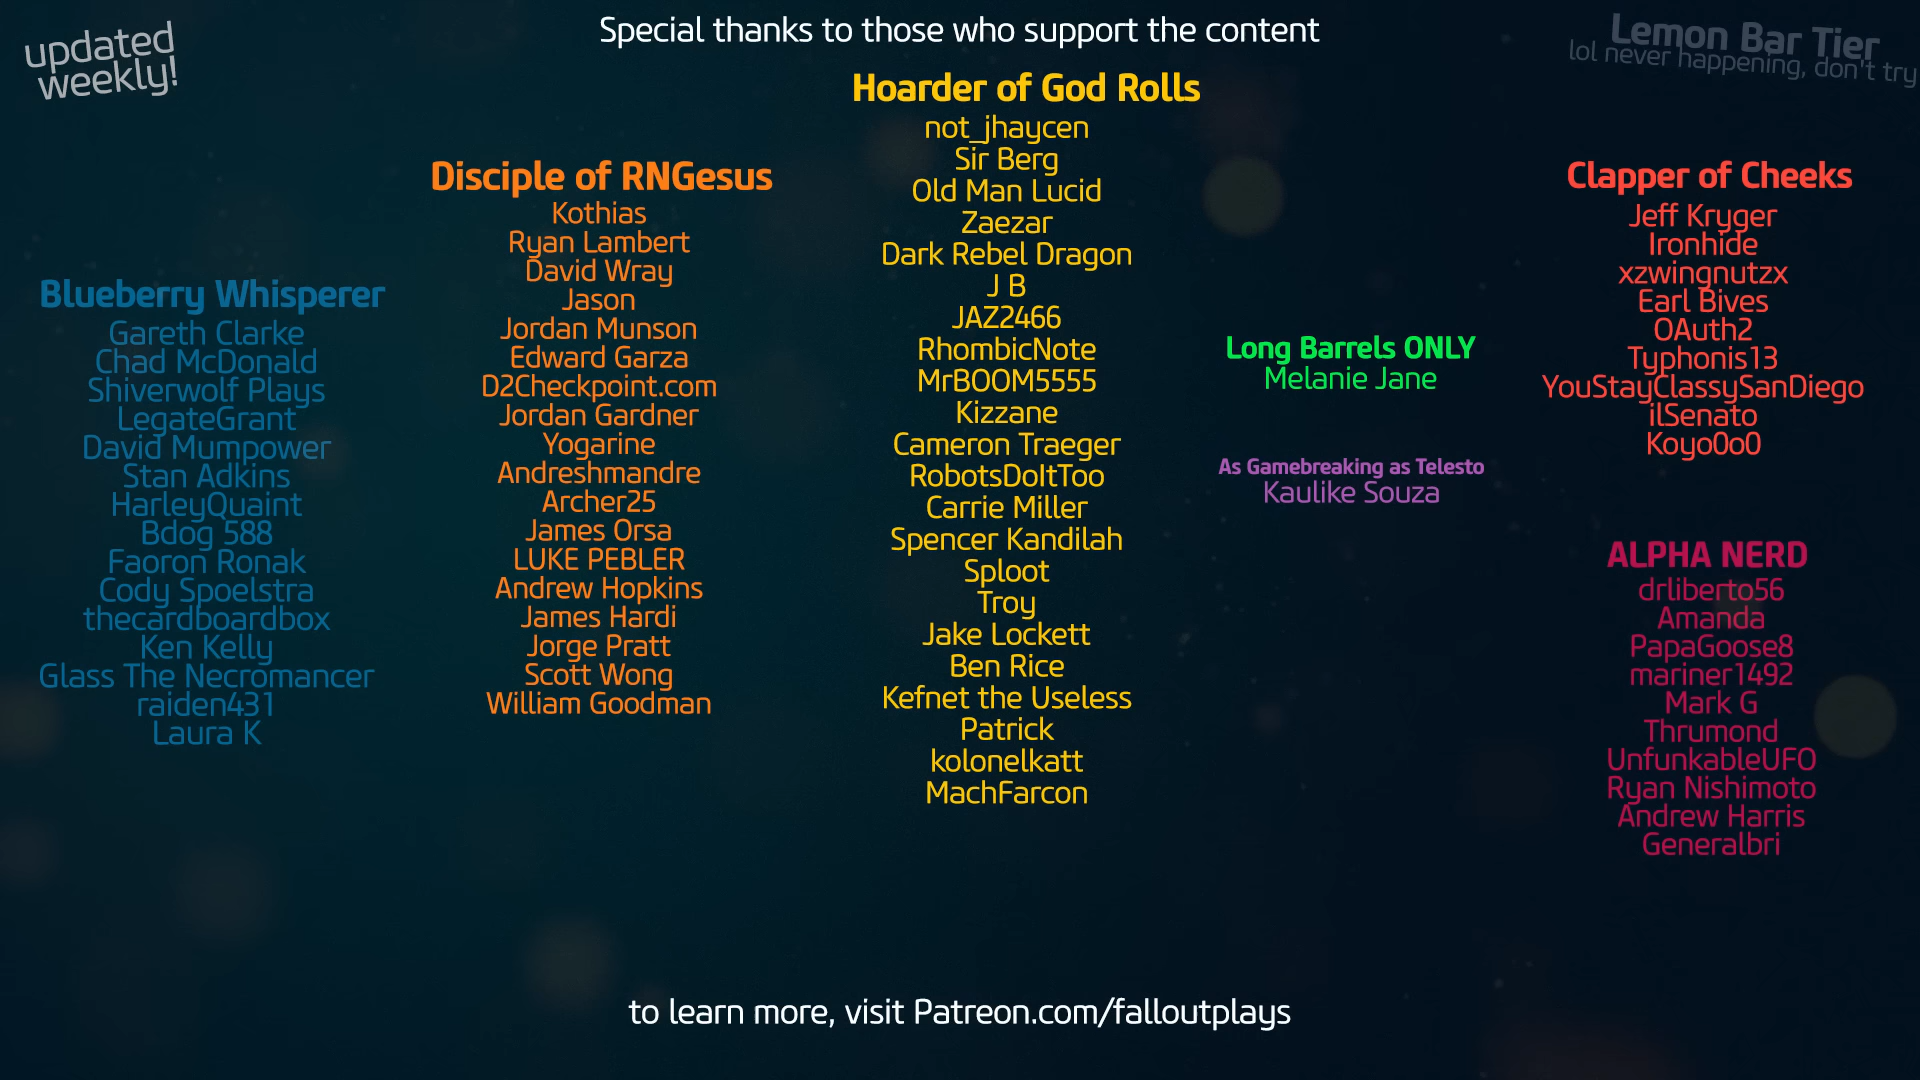 updated
weekly!
Special thanks to those who support the content
Lemon Bar Tier
lol never happening, don't try
Blueberry Whisperer
Gareth Clarke
Chad McDonald
Shiverwolf Plays
LegateGrant
David Mumpower
Stan Adkins
HarleyQuaint
Bdog 588
Faoron Ronak
Cody Spoelstra
thecardboardbox
Ken Kelly
Glass The Necromancer
raiden431
Laura K
Disciple of RNGesus
Kothias
Ryan Lambert
David Wray
Jason
Jordan Munson
Edward Garza
D2Checkpoint.com
Jordan Gardner
Yogarine
Andreshmandre
Archer25
James Orsa
LUKE PEBLER
Andrew Hopkins
James Hardi
Jorge Pratt
Scott Wong
William Goodman
Hoarder of God Rolls
not_jhaycen
Sir Berg
Old Man Lucid
Zaezar
Dark Rebel Dragon
J B
JAZ2466
RhombicNote
MrBOOM5555
Kizzane
Cameron Traeger
RobotsDoItToo
Carrie Miller
Spencer Kandilah
Sploot
Troy
Jake Lockett
Ben Rice
Kefnet the Useless
Patrick
kolonelkatt
MachFarcon
Long Barrels ONLY
Melanie Jane
As Gamebreaking as Telesto
Kaulike Souza
Clapper of Cheeks
Jeff Kryger
Ironhide
xzwingnutzx
Earl Bives
OAuth2
Typhonis13
YouStayClassySanDiego
ilSenato
Koyo0o0
ALPHA NERD
drliberto56
Amanda
PapaGoose8
mariner1492
Mark G
Thrumond
UnfunkableUFO
Ryan Nishimoto
Andrew Harris
Generalbri
to learn more, visit Patreon.com/falloutplays